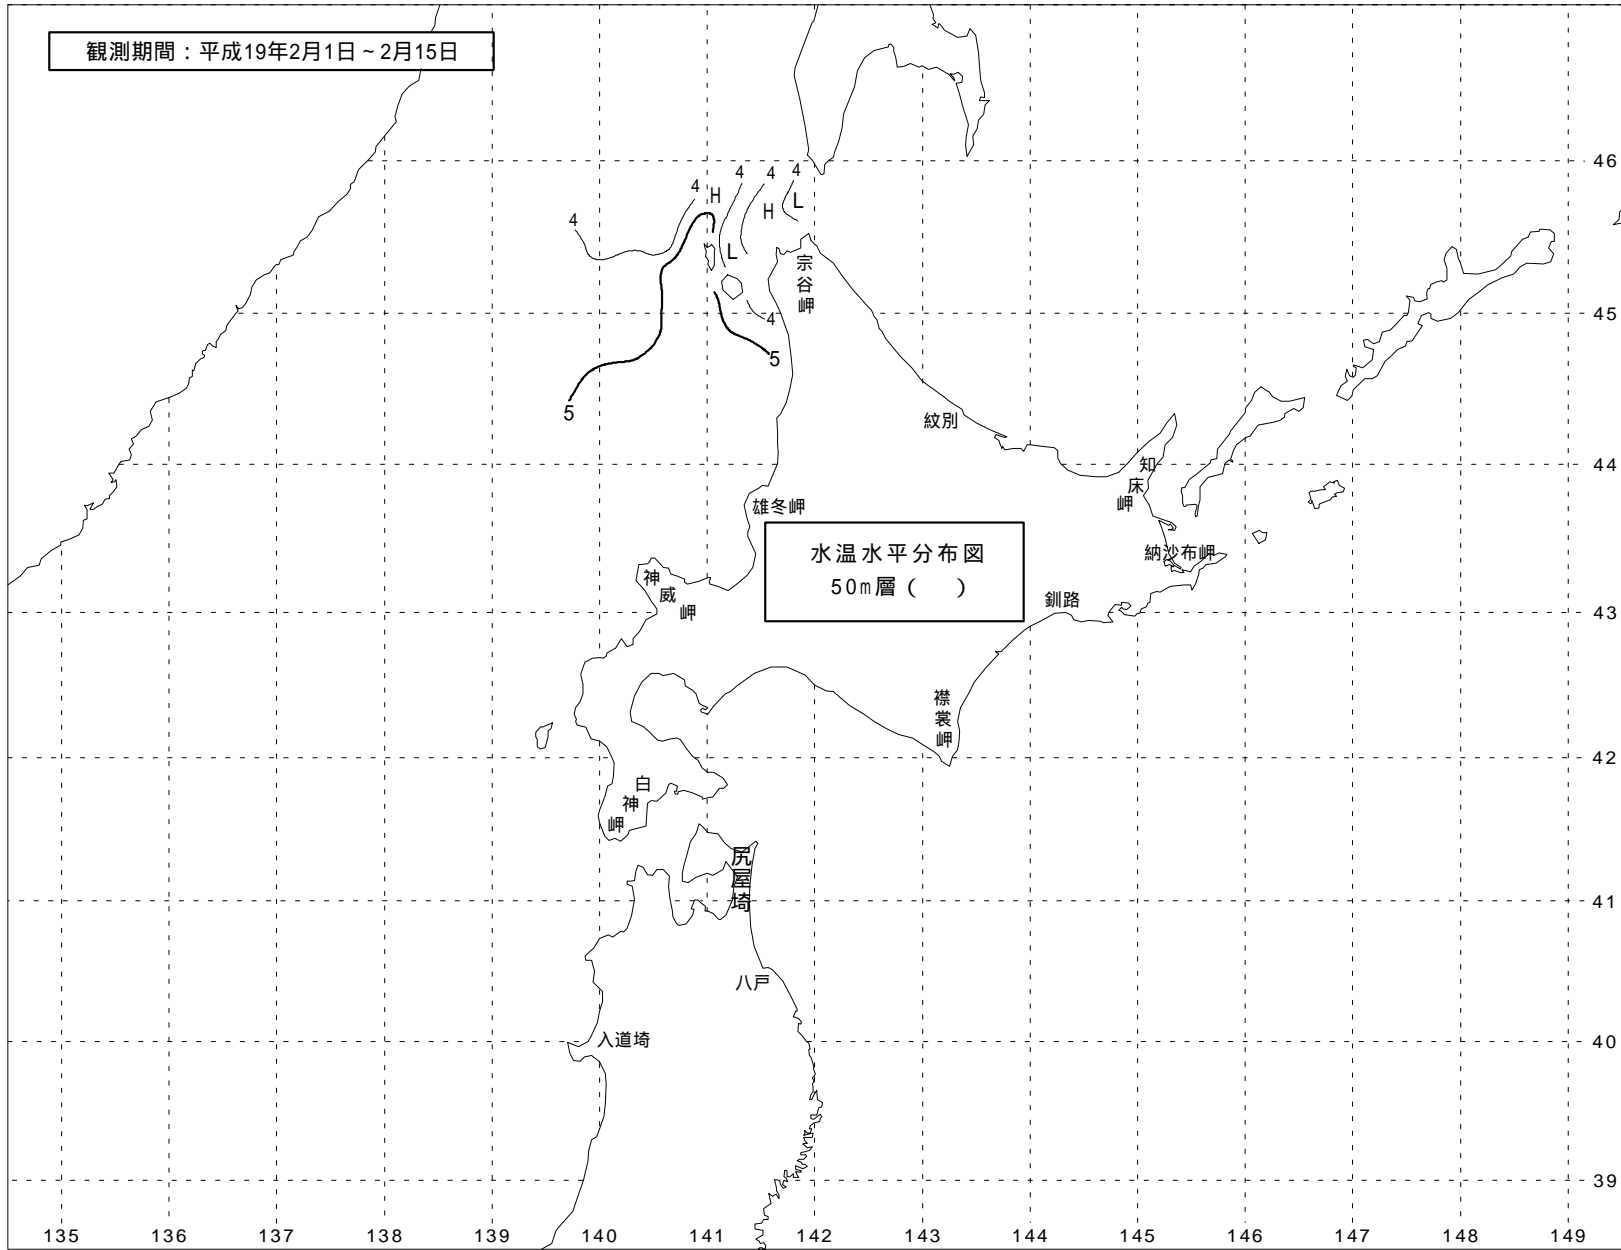 観測期間：平成19年2月1日～2月15日
4 4 4
4
H
L
H
4
L
宗谷岬
46
45
4
5
5
紋別
44
知床岬
雄冬岬
水温水平分布図
50m層（　）
納沙布岬
神威岬
釧路
43
襟裳岬
42
白神岬
尻屋埼
41
八戸
入道埼
40
39
135 136 137 138 139 140 141 142 143 144 145 146 147 148 149